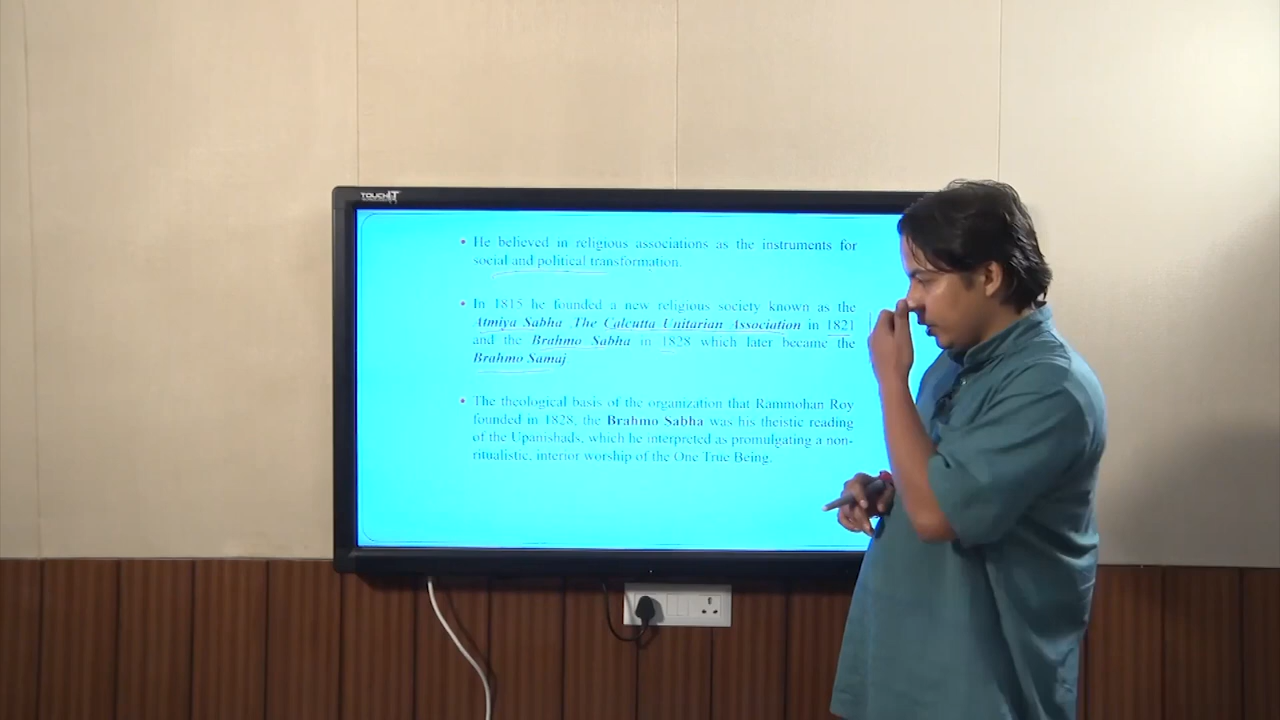 TOUCHIT
• He believed in religious associations as the instruments for
social and political transformation.
• In 1815 he founded a new religious society known as the
Atmiya Sabha ,The Calcutta Unitarian Association in 1821
and the Brahmo Sabha in 1828 which later became the
Brahmo Samaj
• The theological basis of the organization that Rammohan Roy
founded in 1828, the Brahmo Sabha was his theistic reading
of the Upanishads, which he interpreted as promulgating a non-
ritualistic, interior worship of the One True Being.